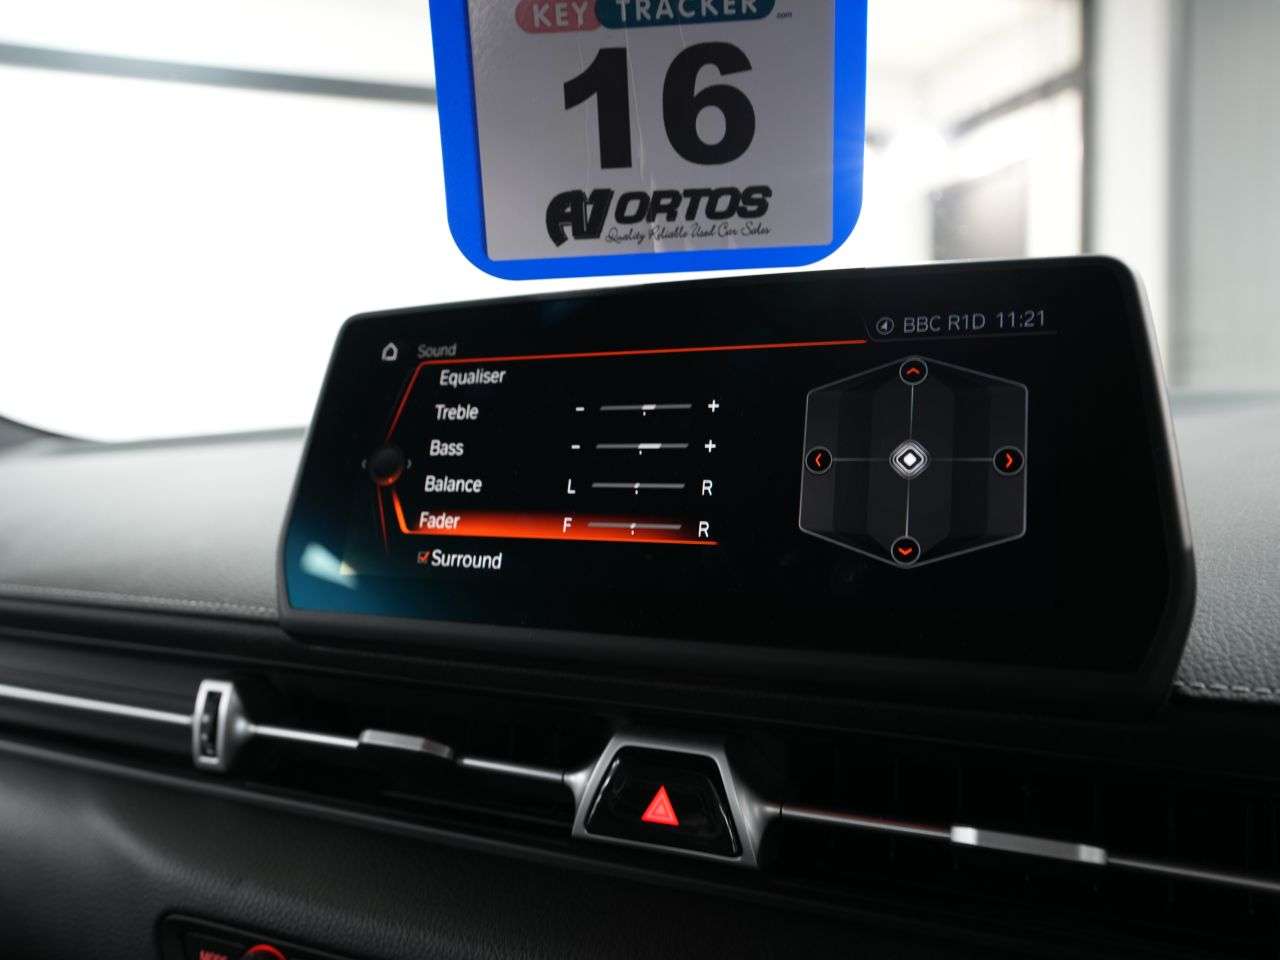 KEY TRACKER .com
16
A1 ORTOS
Quality Reliable Used Car Sales
BBC R1D 11:21
Sound
Equaliser
Treble - +
Bass - +
Balance L R
Fader F R
Surround